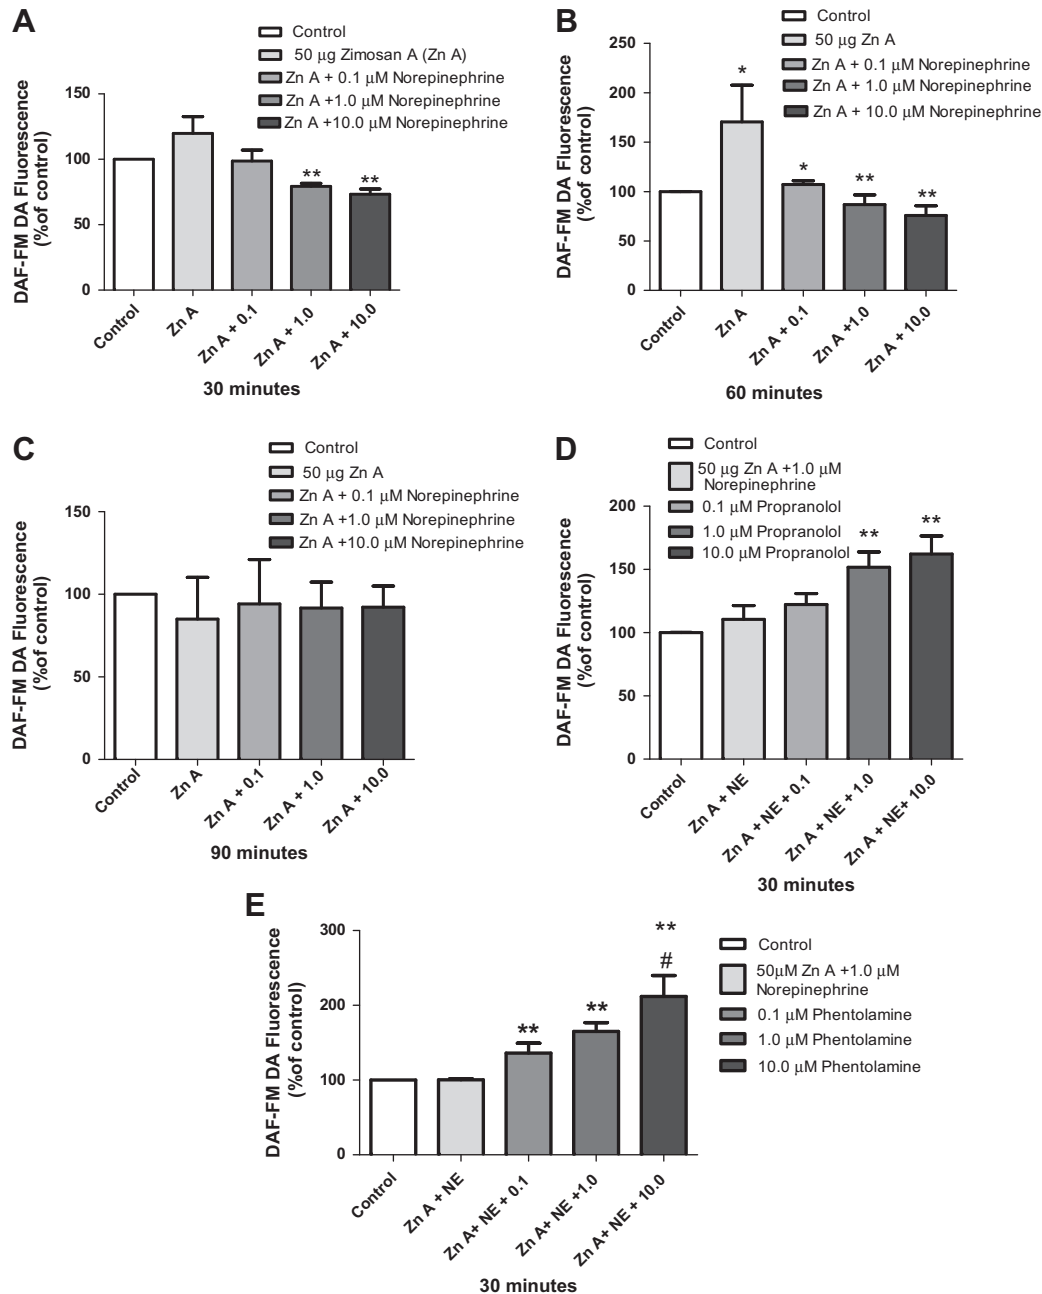 A
Control
50 μg Zimosan A (Zn A)
Zn A + 0.1 μM Norepinephrine
Zn A +1.0 μM Norepinephrine
Zn A +10.0 μM Norepinephrine
DAF-FM DA Fluorescence
(%of control)
150
100
50
0
**
**
Control
Zn A
Zn A + 0.1
Zn A + 1.0
Zn A + 10.0
30 minutes
B
Control
50 μg Zn A
Zn A + 0.1 μM Norepinephrine
Zn A + 1.0 μM Norepinephrine
Zn A + 10.0 μM Norepinephrine
DAF-FM DA Fluorescence
(%of control)
250
200
150
100
50
0
*
*
**
**
Control
Zn A
Zn A + 0.1
Zn A +1.0
Zn A + 10.0
60 minutes
C
Control
50 μg Zn A
Zn A + 0.1 μM Norepinephrine
Zn A +1.0 μM Norepinephrine
Zn A +10.0 μM Norepinephrine
DAF-FM DA Fluorescence
(%of control)
150
100
50
0
Control
Zn A
Zn A + 0.1
Zn A + 1.0
Zn A + 10.0
90 minutes
D
Control
50 μg Zn A +1.0 μM
Norepinephrine
0.1 μM Propranolol
1.0 μM Propranolol
10.0 μM Propranolol
DAF-FM DA Fluorescence
(%of control)
200
150
100
50
0
**
**
Control
Zn A + NE
Zn A + NE + 0.1
Zn A + NE + 1.0
Zn A + NE+ 10.0
30 minutes
E
DAF-FM DA Fluorescence
(%of control)
300
200
100
0
**
**
**
#
Control
50μM Zn A +1.0 μM
Norepinephrine
0.1 μM Phentolamine
1.0 μM Phentolamine
10.0 μM Phentolamine
Control
Zn A + NE
Zn A+ NE + 0.1
Zn A+ NE +1.0
Zn A+ NE + 10.0
30 minutes